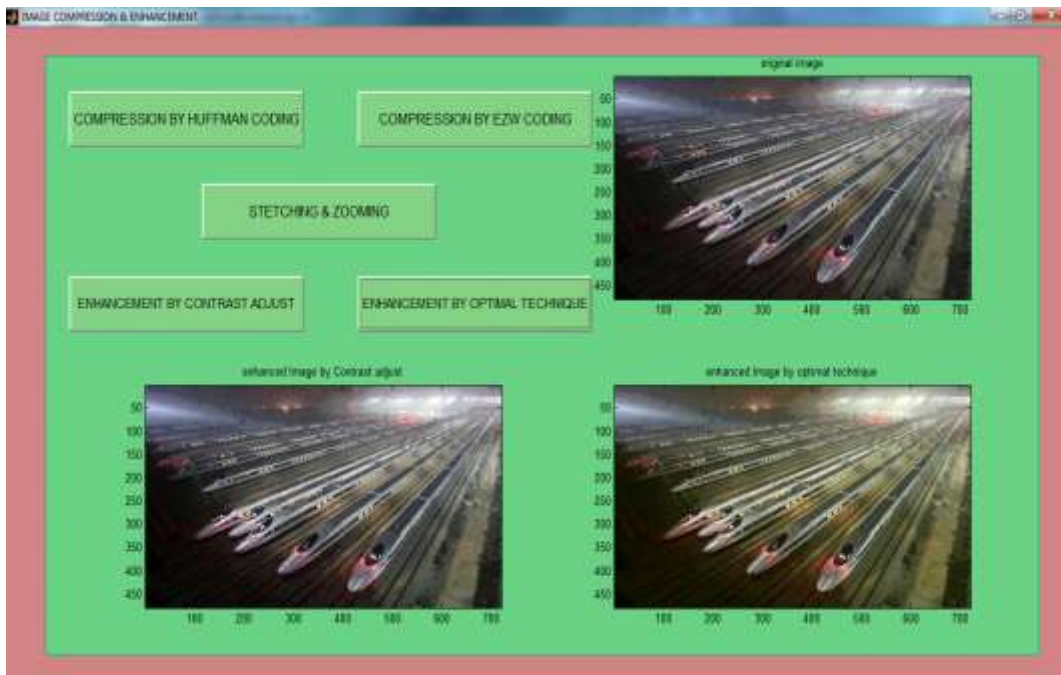 IMAGE COMPRESSION & ENHANCEMENT
COMPRESSION BY HUFFMAN CODING
COMPRESSION BY EZW CODING
STETCHING & ZOOMING
ENHANCEMENT BY CONTRAST ADJUST
ENHANCEMENT BY OPTIMAL TECHNIQUE
original image
50
100
150
200
250
300
350
400
450
100 200 300 400 500 600 700
enhanced Image by Contrast adjust
50
100
150
200
250
300
350
400
450
100 200 300 400 500 600 700
enhanced Image by optimal technique
50
100
150
200
250
300
350
400
450
100 200 300 400 500 600 700